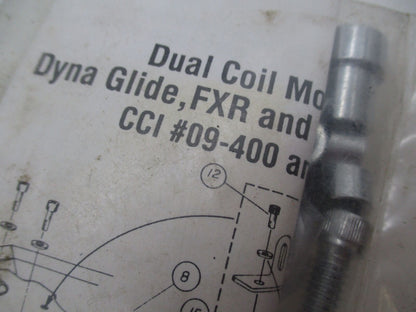 Dual Coil Mo
Dyna Glide, FXR and
CCI #09-400 a
12
8